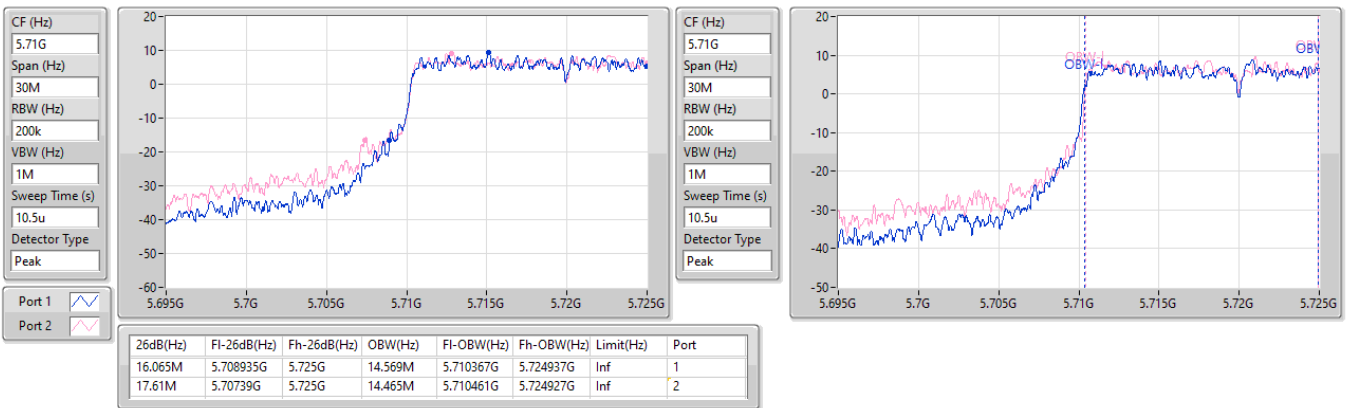 CF (Hz)
5.71G
Span (Hz)
30M
RBW (Hz)
200k
VBW (Hz)
1M
Sweep Time (s)
10.5u
Detector Type
Peak
Port 1
Port 2
20
10
0
-10
-20
-30
-40
-50
-60
5.695G 5.7G 5.705G 5.71G 5.715G 5.72G 5.725G
CF (Hz)
5.71G
Span (Hz)
30M
RBW (Hz)
200k
VBW (Hz)
1M
Sweep Time (s)
10.5u
Detector Type
Peak
20
10
0
-10
-20
-30
-40
-50
OBW-L
OBW-L
OBW
OBW
5.695G 5.7G 5.705G 5.71G 5.715G 5.72G 5.725G
26dB(Hz) Fl-26dB(Hz) Fh-26dB(Hz) OBW(Hz) Fl-OBW(Hz) Fh-OBW(Hz) Limit(Hz) Port
16.065M 5.708935G 5.725G 14.569M 5.710367G 5.724937G Inf 1
17.61M 5.70739G 5.725G 14.465M 5.710461G 5.724927G Inf 2